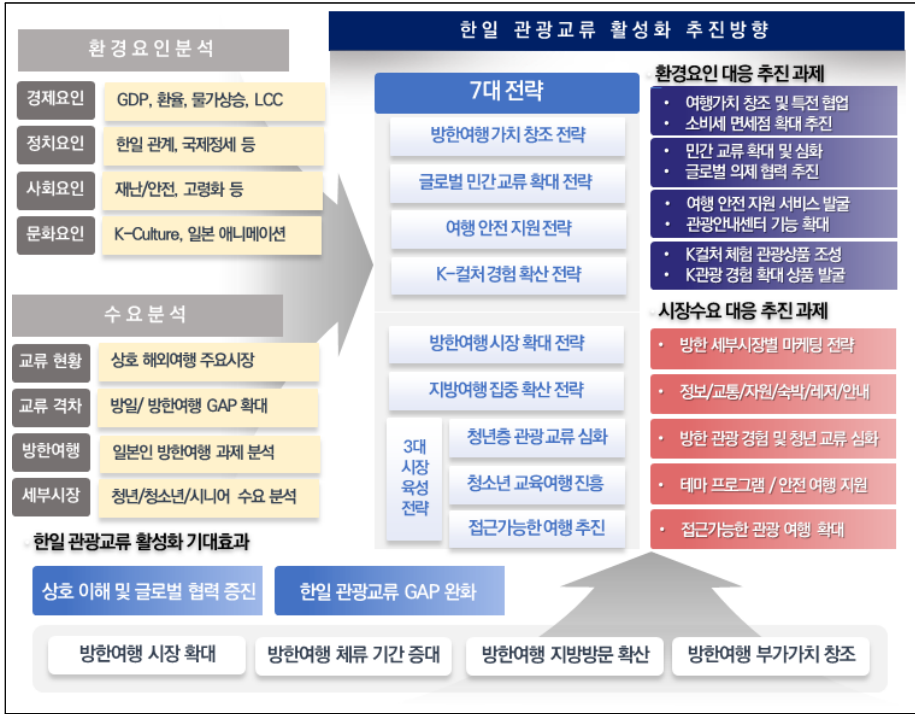 환경요인분석
경제요인
GDP, 환율, 물가상승, LCC
정치요인
한일 관계, 국제정세 등
사회요인
재난/안전, 고령화 등
문화요인
K-Culture, 일본 애니메이션
수요분석
교류 현황
상호 해외여행 주요시장
교류 격차
방일/ 방한여행 GAP 확대
방한여행
일본인 방한여행 과제 분석
세부시장
청년/청소년/시니어 수요 분석
한일 관광교류 활성화 추진방향
7대 전략
방한여행 가치 창조 전략
글로벌 민간 교류 확대 전략
여행 안전 지원 전략
K-컬처 경험 확산 전략
방한여행 시장 확대 전략
지방여행 집중 확산 전략
3대
시장
육성
전략
청년층 관광 교류 심화
청소년 교육여행 진흥
접근가능한 여행 추진
환경요인 대응 추진 과제
• 여행가치 창조 및 특전 협업
• 소비세 면세점 확대 추진
• 민간 교류 확대 및 심화
• 글로벌 의제 협력 추진
• 여행 안전 지원 서비스 발굴
• 관광안내센터 기능 확대
• K컬처 체험 관광상품 조성
• K관광 경험 확대 상품 발굴
시장수요 대응 추진 과제
• 방한 세부시장별 마케팅 전략
• 정보/교통/자원/숙박/레저/안내
• 방한 관광 경험 및 청년 교류 심화
• 테마 프로그램 / 안전 여행 지원
• 접근가능한 관광 여행 확대
한일 관광교류 활성화 기대효과
상호 이해 및 글로벌 협력 증진
한일 관광교류 GAP 완화
방한여행 시장 확대
방한여행 체류 기간 증대
방한여행 지방방문 확산
방한여행 부가가치 창조